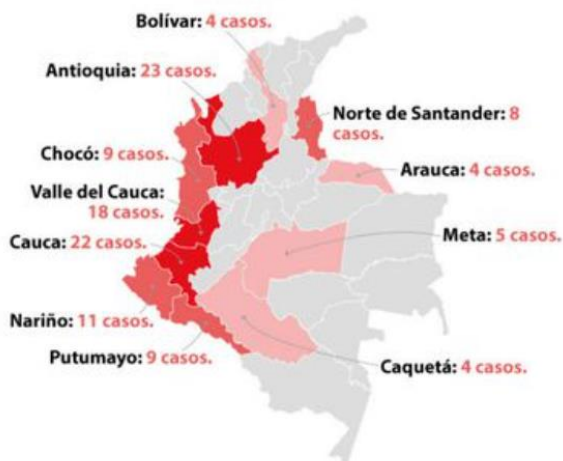 Bolívar: 4 casos.
Antioquia: 23 casos.
Norte de Santander: 8
casos.
Chocó: 9 casos.
Arauca: 4 casos.
Valle del Cauca:
18 casos.
Meta: 5 casos.
Cauca: 22 casos.
Nariño: 11 casos.
Putumayo: 9 casos.
Caquetá: 4 casos.